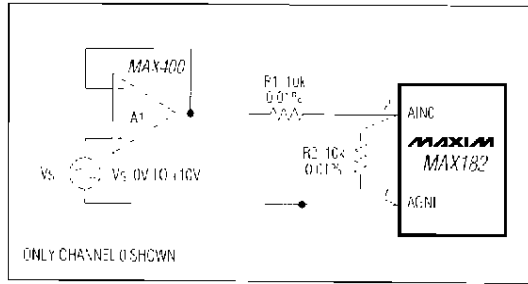 MAX400
A1
R1 10k
0.01%
AIN0
MAXIM
MAX182
R2 10k
0.01%
VS
VS 0V TO +10V
AGND
ONLY CHANNEL 0 SHOWN